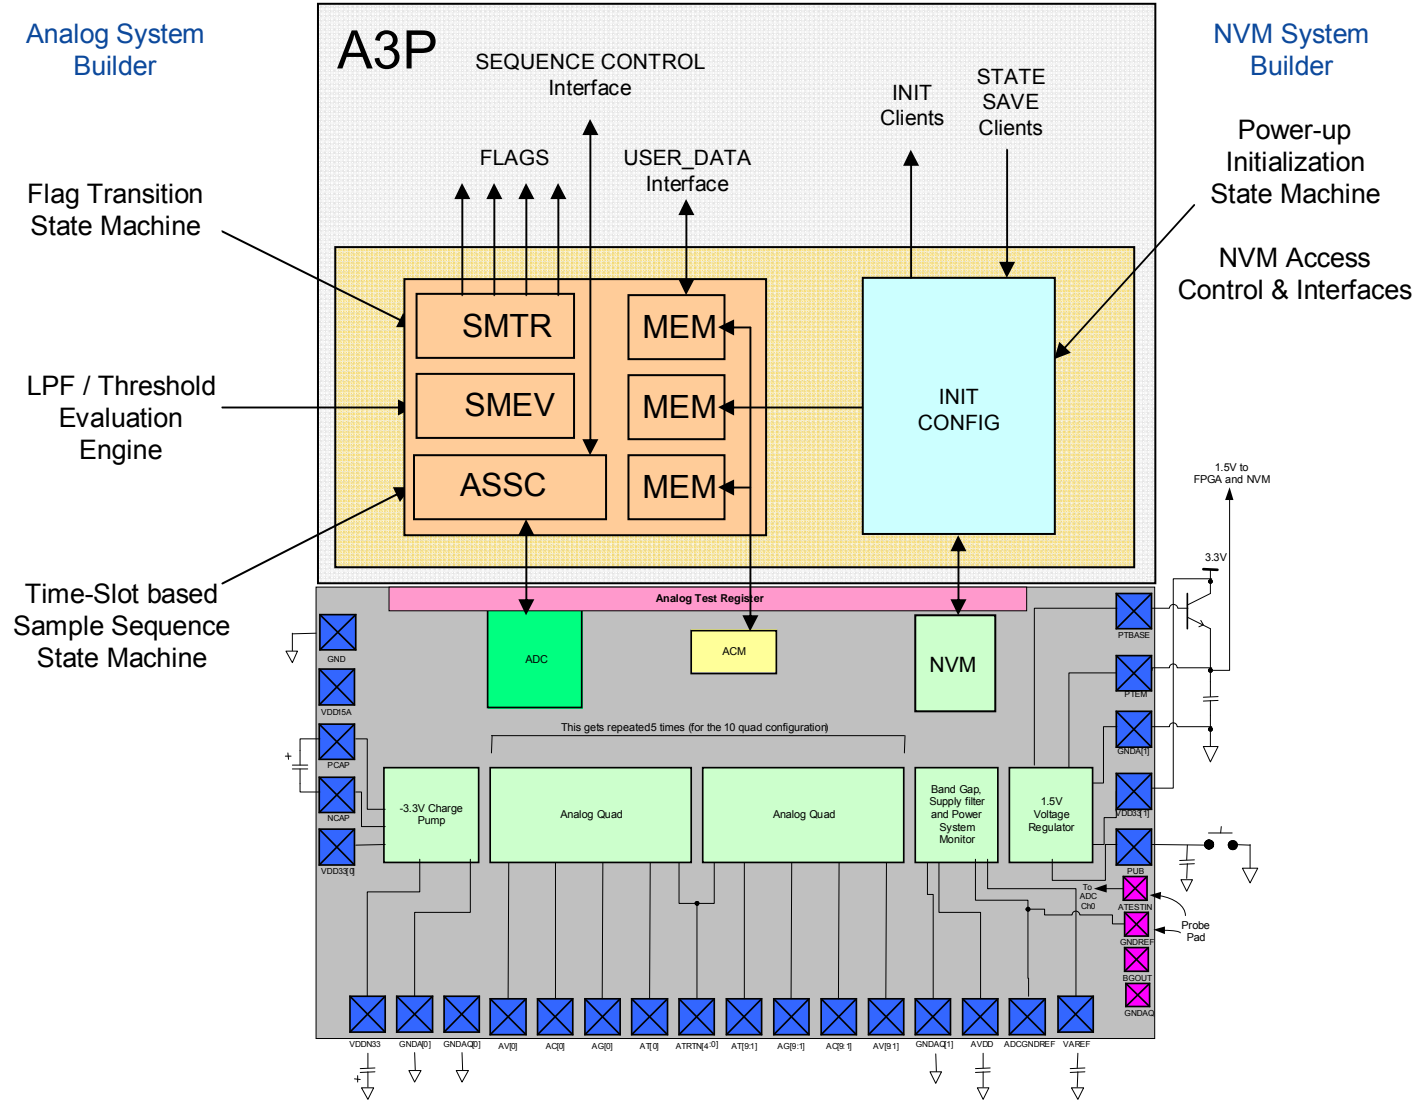 Analog System
Builder
A3P
SEQUENCE CONTROL
Interface
INIT
Clients
STATE
SAVE
Clients
NVM System
Builder
Power-up
Initialization
State Machine
NVM Access
Control & Interfaces
FLAGS
USER_DATA
Interface
Flag Transition
State Machine
SMTR
MEM
LPF / Threshold
Evaluation
Engine
SMEV
MEM
INIT
CONFIG
ASSC
MEM
1.5V to
FPGA and NVM
3.3V
Time-Slot based
Sample Sequence
State Machine
Analog Test Register
GND
ADC
ACM
NVM
PTBASE
VDD15A
PTEM
This gets repeated5 times (for the 10 quad configuration)
+
PCAP
GNDA[1]
NCAP
-3.3V Charge
Pump
Analog Quad
Analog Quad
Band Gap,
Supply filter
and Power
System
Monitor
1.5V
Voltage
Regulator
VDD33[1]
VDD33[0]
PUB
To
ADC
Ch0
ATESTIN
Probe
Pad
GNDREF
BGOUT
GNDAQ
VDDN33
GNDA[0]
GNDAQ[0]
AV[0]
AC[0]
AG[0]
AT[0]
ATRTN[4:0]
AT[9:1]
AG[9:1]
AC[9:1]
AV[9:1]
GNDAQ[1]
AVDD
ADCGNDREF
VAREF
+